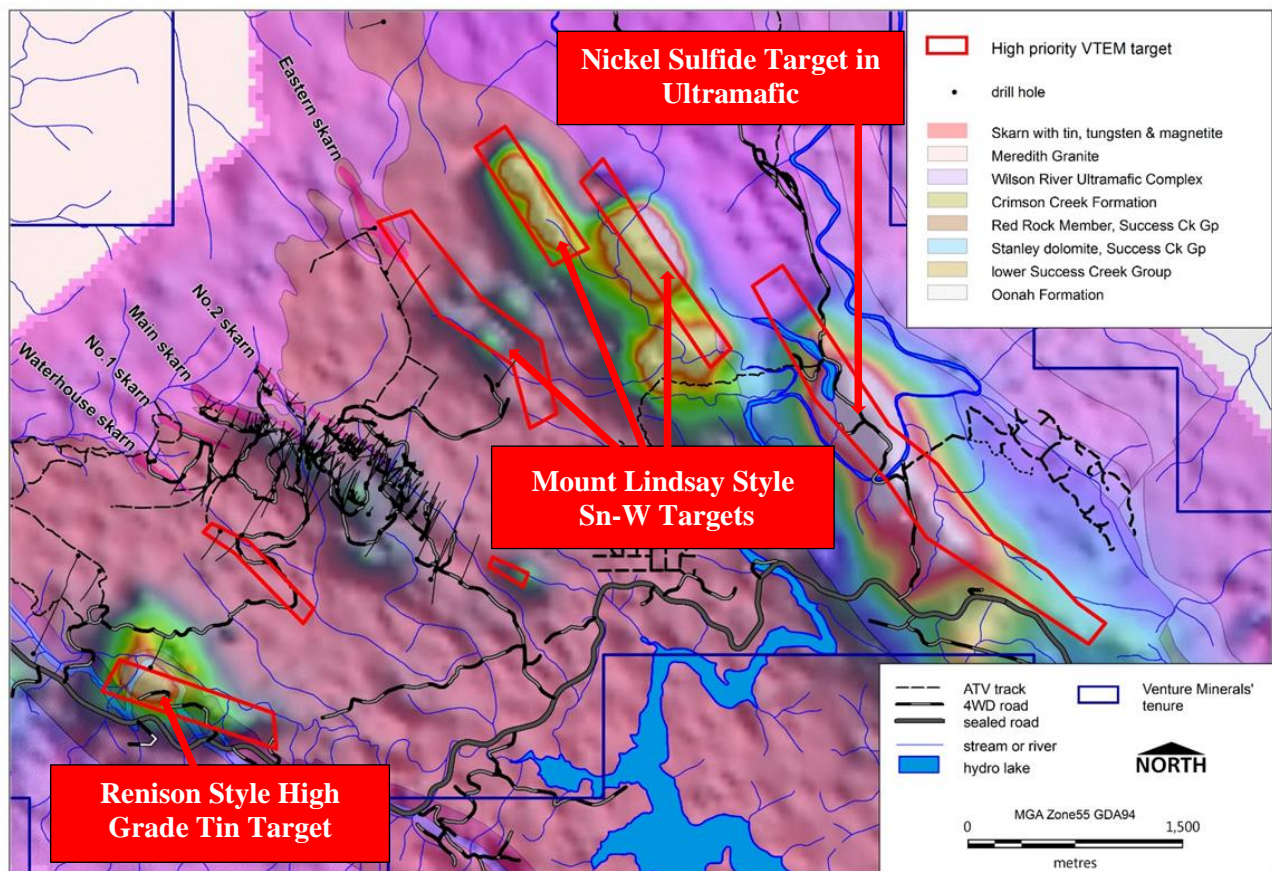 Nickel Sulfide Target in
Ultramafic
High priority VTEM target
drill hole
Skarn with tin, tungsten & magnetite
Meredith Granite
Wilson River Ultramafic Complex
Crimson Creek Formation
Red Rock Member, Success Ck Gp
Stanley dolomite, Success Ck Gp
lower Success Creek Group
Oonah Formation
Eastern skarn
No.2 skarn
Main skarn
No.1 skarn
Waterhouse skarn
Mount Lindsay Style
Sn-W Targets
Renison Style High
Grade Tin Target
ATV track
4WD road
sealed road
stream or river
hydro lake
Venture Minerals'
tenure
NORTH
MGA Zone55 GDA94
0 1,500
metres